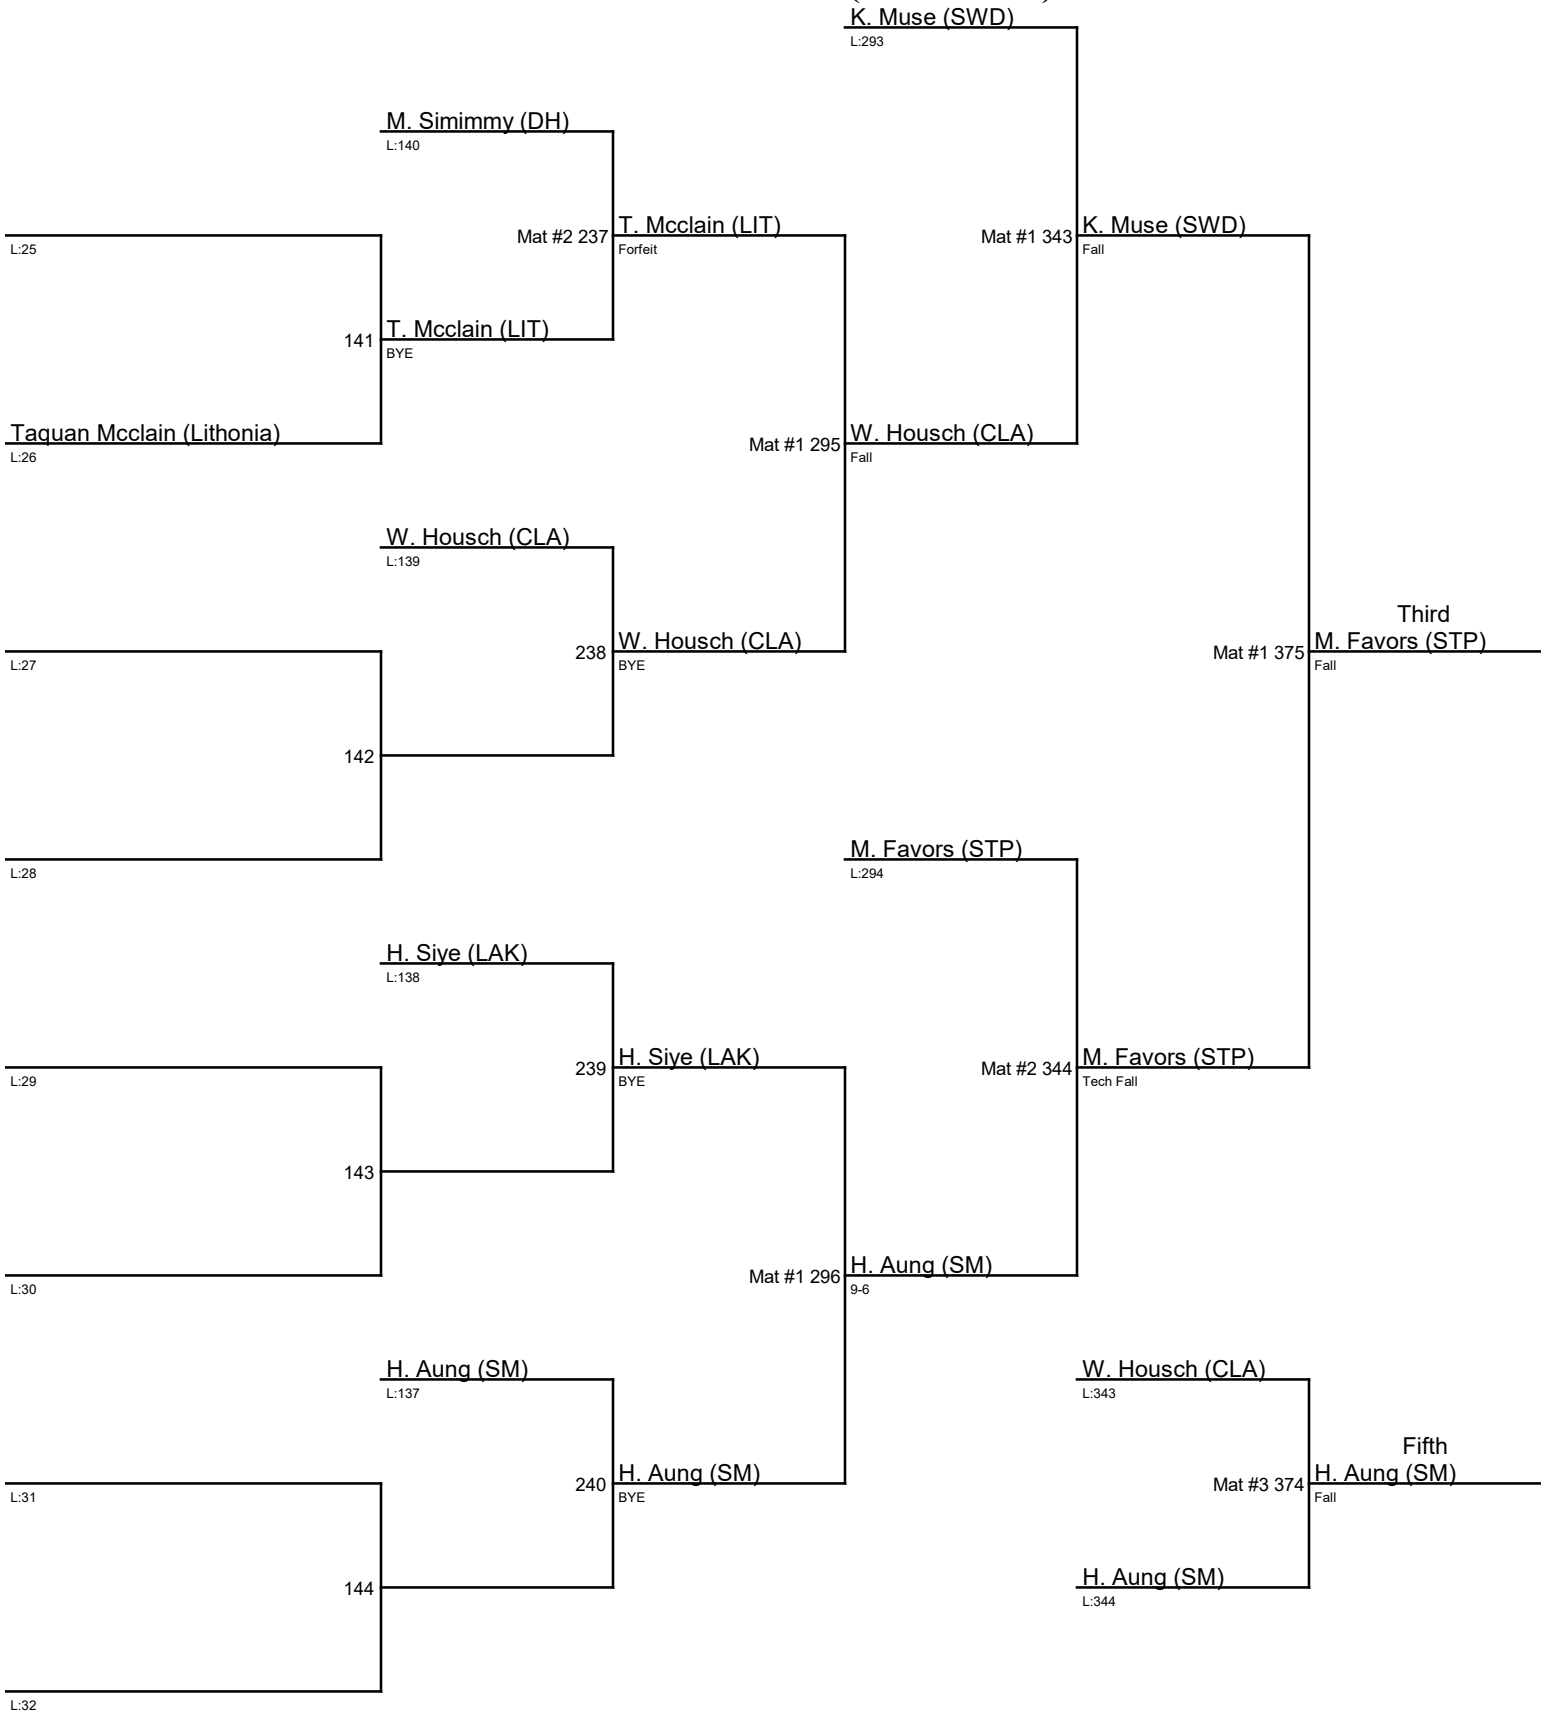 K. Muse (SWD)
L:293
M. Simimmy (DH)
L:140
L:25
Mat #2 237
T. Mcclain (LIT)
Forfeit
Mat #1 343
K. Muse (SWD)
Fall
141
T. Mcclain (LIT)
BYE
Taquan Mcclain (Lithonia)
L:26
Mat #1 295
W. Housch (CLA)
Fall
W. Housch (CLA)
L:139
L:27
238
W. Housch (CLA)
BYE
Third
Mat #1 375
M. Favors (STP)
Fall
142
L:28
M. Favors (STP)
L:294
H. Siye (LAK)
L:138
L:29
239
H. Siye (LAK)
BYE
Mat #2 344
M. Favors (STP)
Tech Fall
143
L:30
Mat #1 296
H. Aung (SM)
9-6
H. Aung (SM)
L:137
W. Housch (CLA)
L:343
L:31
240
H. Aung (SM)
BYE
Fifth
Mat #3 374
H. Aung (SM)
Fall
144
H. Aung (SM)
L:344
L:32